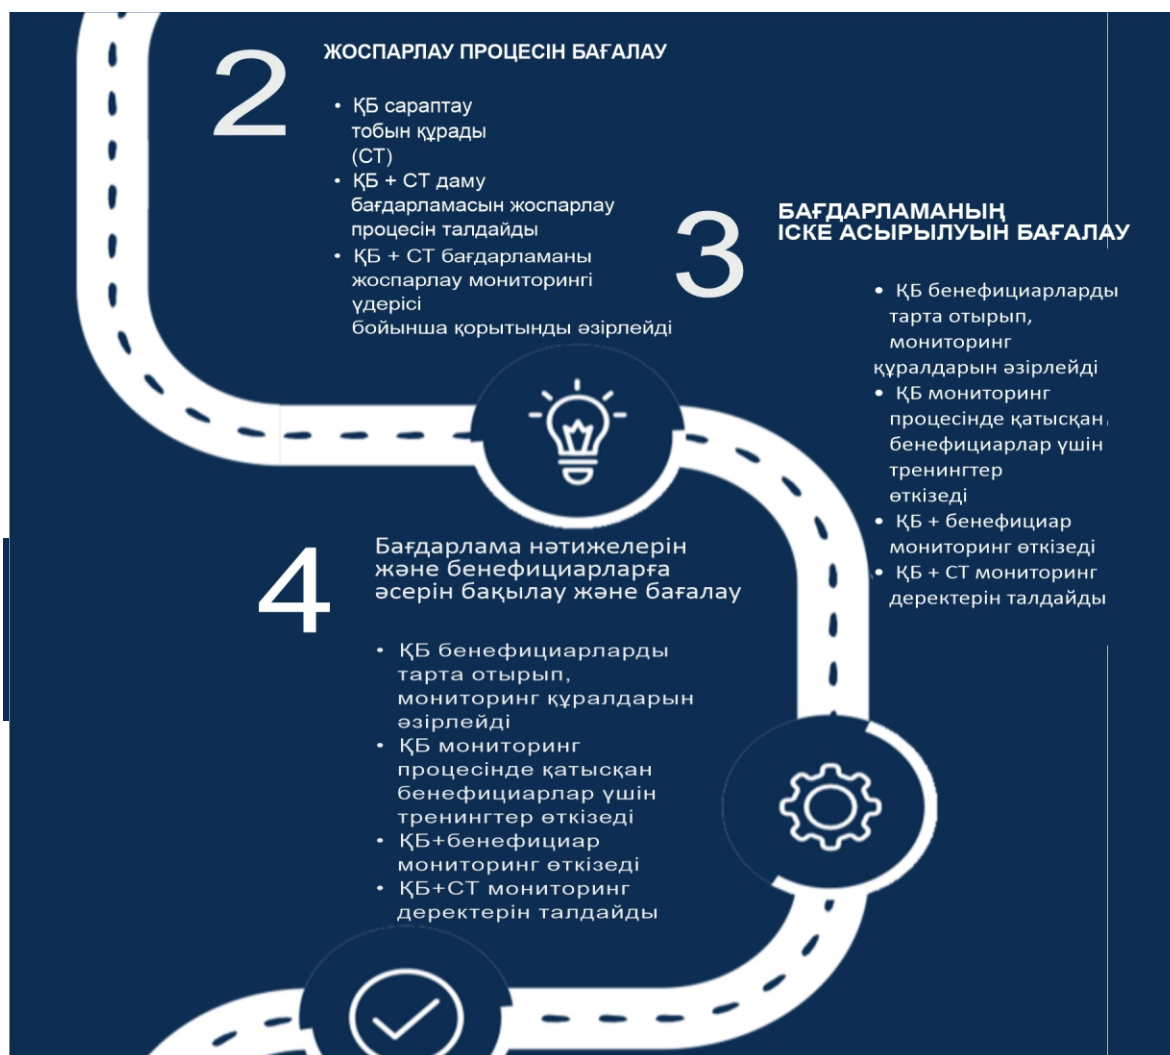 2
ЖОСПАРЛАУ ПРОЦЕСІН БАҒАЛАУ
• ҚБ сараптау
тобын құрады
(СТ)
• ҚБ + СТ даму
бағдарламасын жоспарлау
процесін талдайды
• ҚБ + СТ бағдарламаны
жоспарлау мониторингі
үдерісі
бойынша қорытынды әзірлейді
3
БАҒДАРЛАМАНЫҢ
ІСКЕ АСЫРЫЛУЫН БАҒАЛАУ
• ҚБ бенефициарларды
тарта отырып,
мониторинг
құралдарын әзірлейді
• ҚБ мониторинг
процесінде қатысқан
бенефициарлар үшін
тренингтер
өткізеді
• ҚБ + бенефициар
мониторинг өткізеді
• ҚБ + СТ мониторинг
деректерін талдайды
4
Бағдарлама нәтижелерін
және бенефициарларға
әсерін бақылау және бағалау
• ҚБ бенефициарларды
тарта отырып,
мониторинг құралдарын
әзірлейді
• ҚБ мониторинг
процесінде қатысқан
бенефициарлар үшін
тренингтер өткізеді
• ҚБ+бенефициар
мониторинг өткізеді
• ҚБ+СТ мониторинг
деректерін талдайды